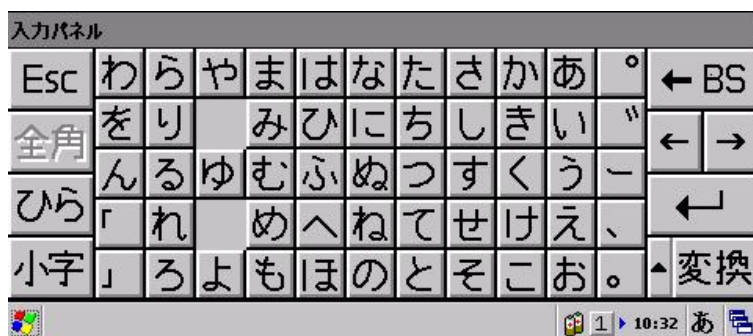 入力パネル
Esc わ ら や ま は な た さ か あ ゜ ← BS
全角 を り み ひ に ち し き い ゛ ← →
ん る ゆ む ふ ぬ つ す く う ー
ひら 「 れ め へ ね て せ け え 、 ↵
小字 」 ろ よ も ほ の と そ こ お 。 ▲ 変換
1 10:32 あ